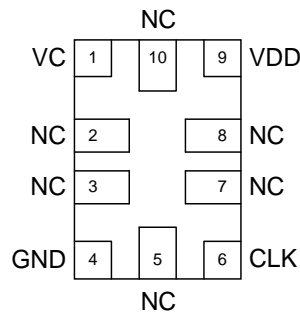 NC
VC 1 10 9 VDD
NC 2 8 NC
NC 3 7 NC
GND 4 5 6 CLK
NC